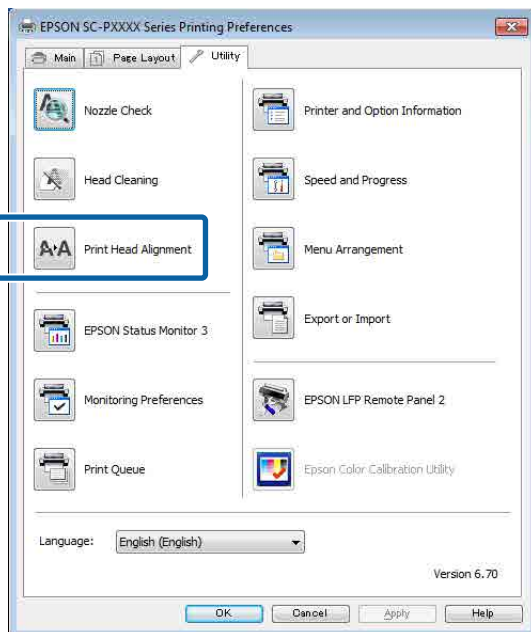 EPSON SC-PXXXX Series Printing Preferences
Main Page Layout Utility
Nozzle Check
Head Cleaning
A A Print Head Alignment
EPSON Status Monitor 3
Monitoring Preferences
Print Queue
Printer and Option Information
Speed and Progress
Menu Arrangement
Export or Import
EPSON LFP Remote Panel 2
Epson Color Calibration Utility
Language: English (English)
Version 6.70
OK Cancel Apply Help